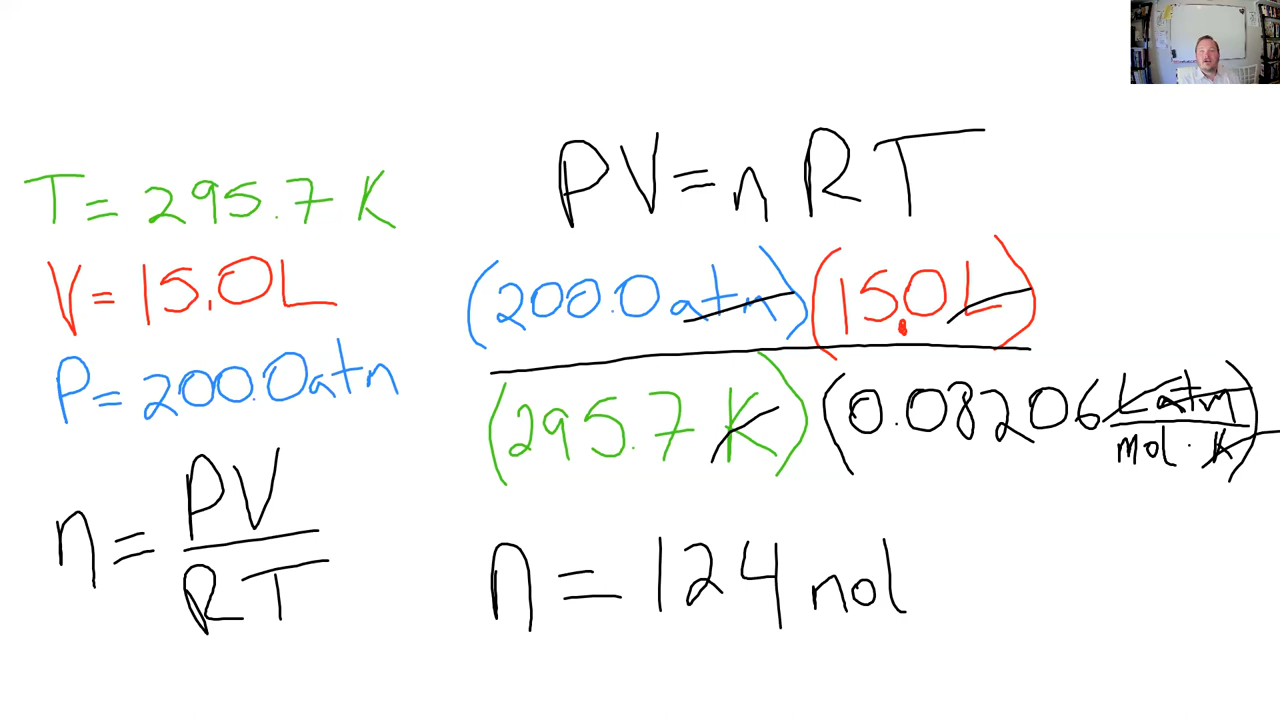 PV = nRT
T = 295.7 K
V = 15.0L
P = 200.0 atm
(200.0 atm) (15.0 L)
(295.7 K) (0.08206 L atm
mol · K)
n = PV
RT
n = 124 mol